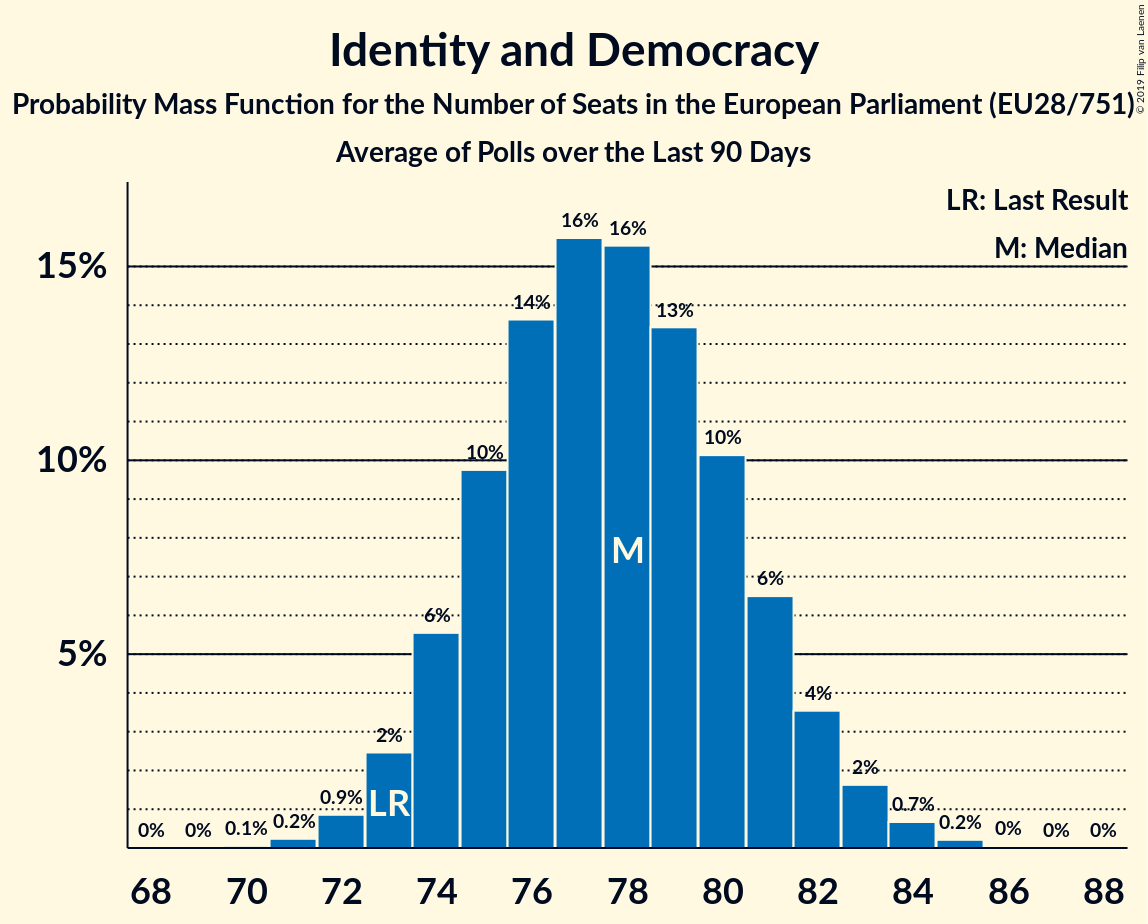 Identity and Democracy
Probability Mass Function for the Number of Seats in the European Parliament (EU28/751)
Average of Polls over the Last 90 Days
© 2019 Filip van Laenen
LR: Last Result
M: Median
15%
10%
5%
0% 0% 0.1% 0.2% 0.9% 2% 6% 10% 14% 16% 16% 13% 10% 6% 4% 2% 0.7% 0.2% 0% 0% 0%
M
LR
68 70 72 74 76 78 80 82 84 86 88